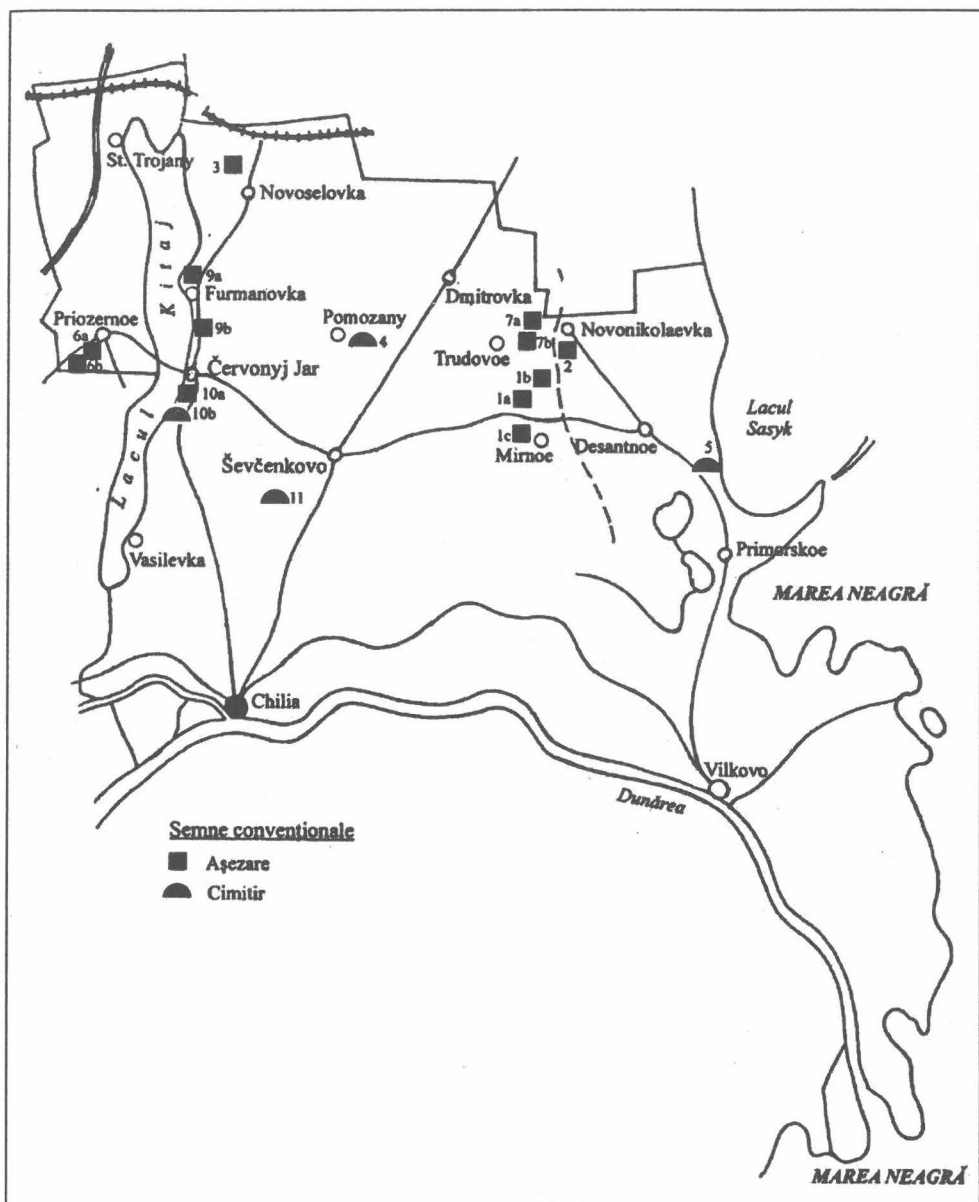 St. Trojany
3
Novoselovka
Lacul Kitaj
9a
Furmanovka
Dmitrovka
Priozernoe
6a
6b
9b
Pomozany
4
7a
Novonikolaevka
Trudovoe
7b
2
Červonyj Jar
10a
10b
1b
1a
Lacul
Sasyk
1c
Mirnoe
Desantnoe
5
Ševčenkovo
11
Vasilevka
Primorskoe
MAREA NEAGRĂ
Chilia
Vilkovo
Dunărea
Semne convenționale
Așezare
Cimitir
MAREA NEAGRĂ